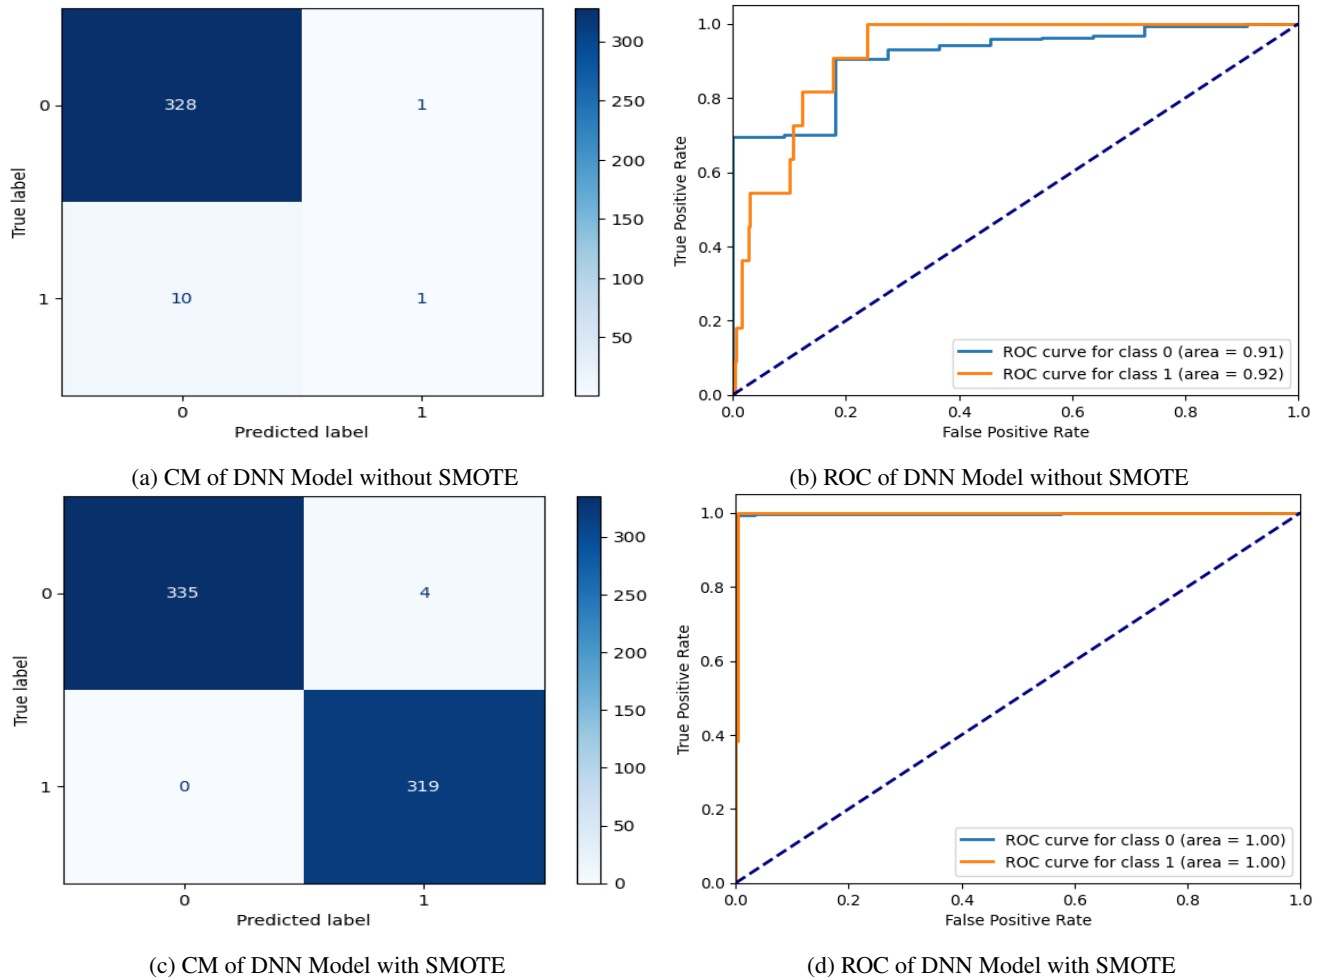 300
250
200
150
100
50
0
1
328
1
10
1
True label
0
1
Predicted label
(a) CM of DNN Model without SMOTE
1.0
0.8
0.6
0.4
0.2
0.0
True Positive Rate
ROC curve for class 0 (area = 0.91)
ROC curve for class 1 (area = 0.92)
0.0 0.2 0.4 0.6 0.8 1.0
False Positive Rate
(b) ROC of DNN Model without SMOTE
300
250
200
150
100
50
0
0
1
335
4
0
319
True label
0
1
Predicted label
(c) CM of DNN Model with SMOTE
1.0
0.8
0.6
0.4
0.2
0.0
True Positive Rate
ROC curve for class 0 (area = 1.00)
ROC curve for class 1 (area = 1.00)
0.0 0.2 0.4 0.6 0.8 1.0
False Positive Rate
(d) ROC of DNN Model with SMOTE